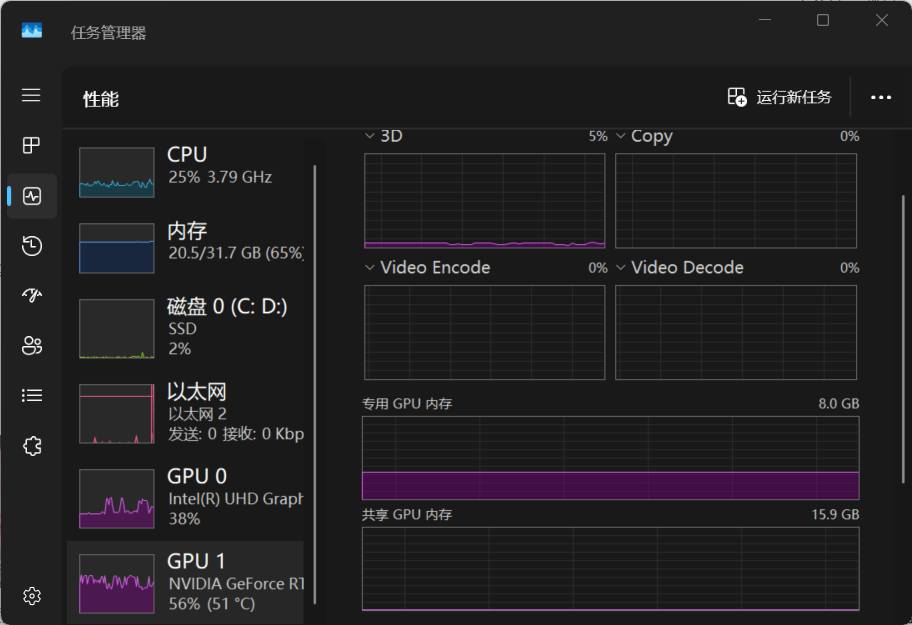 任务管理器
性能
运行新任务
CPU
25% 3.79 GHz
内存
20.5/31.7 GB (65%)
磁盘 0 (C: D:)
SSD
2%
以太网
以太网 2
发送: 0 接收: 0 Kbp
GPU 0
Intel(R) UHD Graph
38%
GPU 1
NVIDIA GeForce RT
56% (51 °C)
3D 5%
Copy 0%
Video Encode 0%
Video Decode 0%
专用 GPU 内存 8.0 GB
共享 GPU 内存 15.9 GB